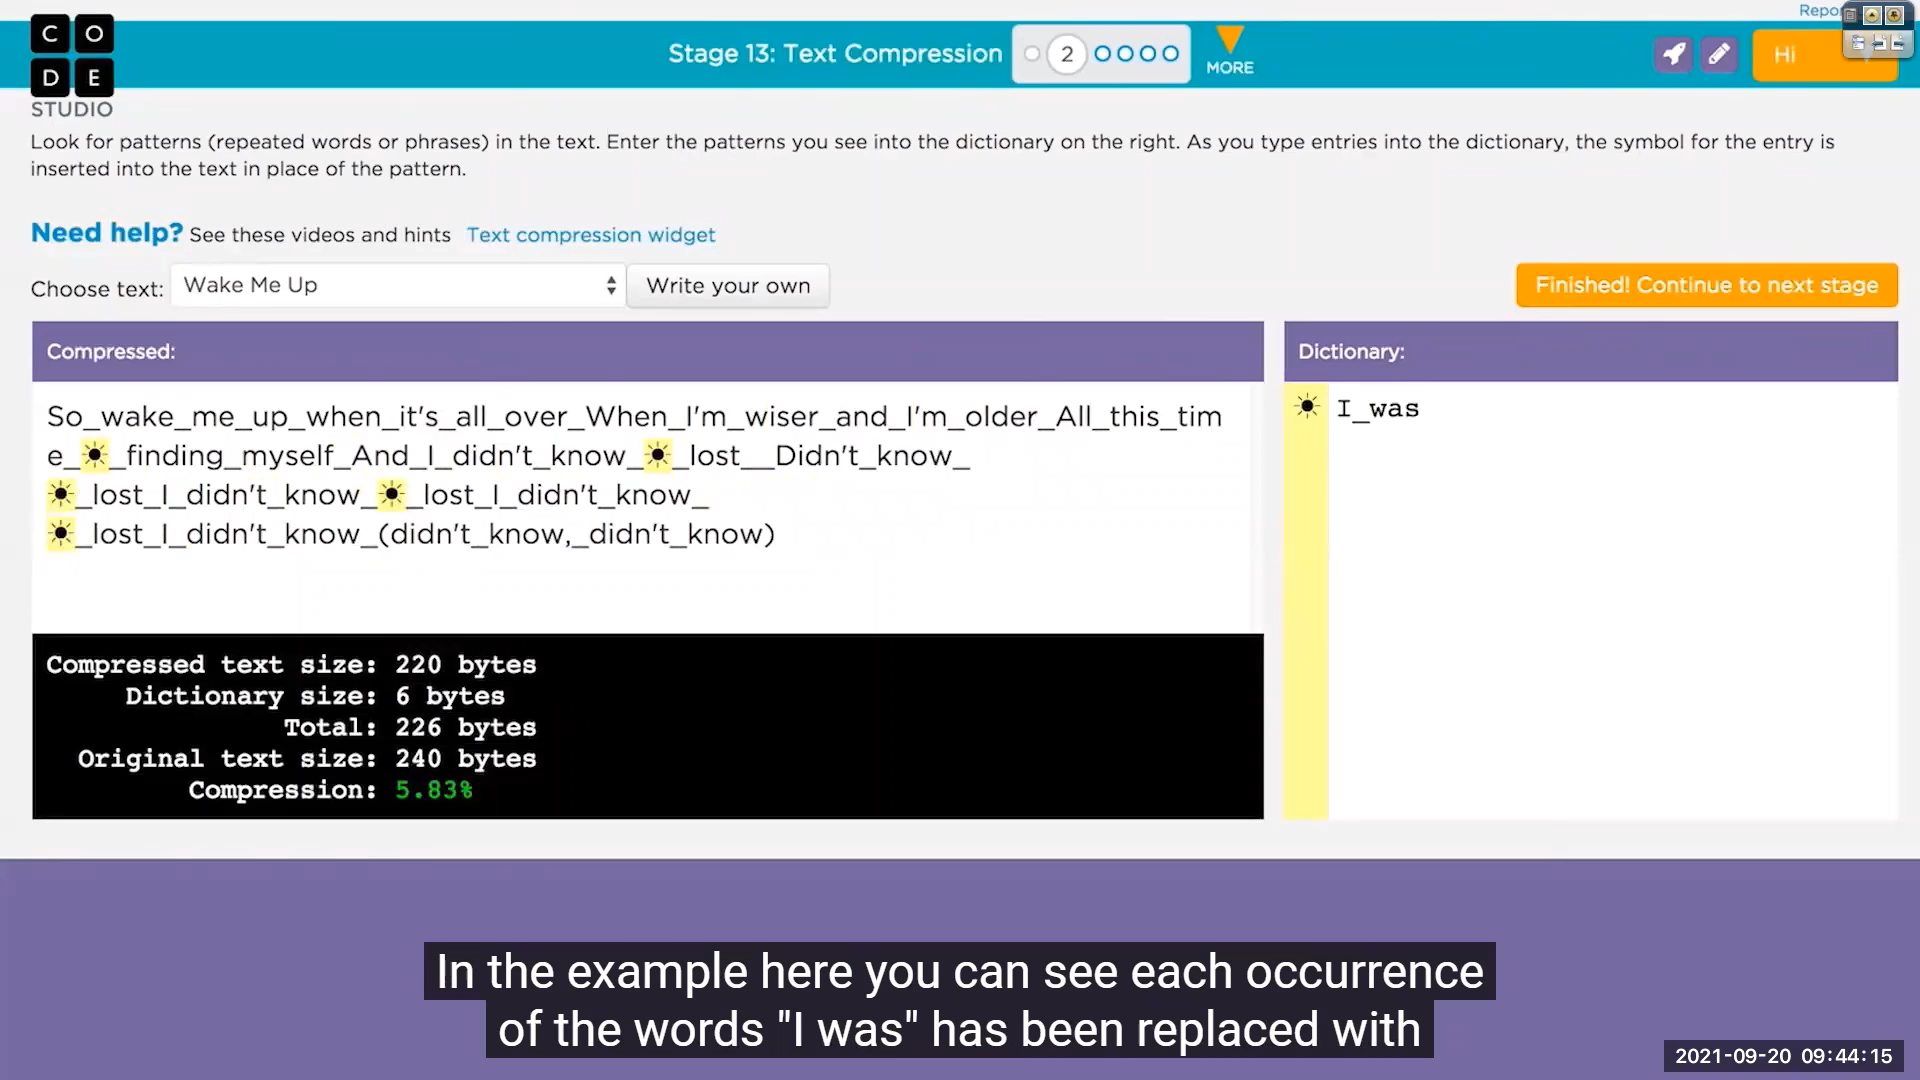 Repo
C O
D E
STUDIO
Stage 13: Text Compression
2
MORE
Hi
Look for patterns (repeated words or phrases) in the text. Enter the patterns you see into the dictionary on the right. As you type entries into the dictionary, the symbol for the entry is
inserted into the text in place of the pattern.
Need help? See these videos and hints Text compression widget
Choose text: Wake Me Up Write your own
Finished! Continue to next stage
Compressed:
Dictionary:
So_wake_me_up_when_it's_all_over_When_I'm_wiser_and_I'm_older_All_this_tim
e_☀_finding_myself_And_I_didn't_know_☀_lost__Didn't_know_
☀_lost_I_didn't_know_☀_lost_I_didn't_know_
☀_lost_I_didn't_know_(didn't_know,_didn't_know)
☀ I_was
Compressed text size: 220 bytes
Dictionary size: 6 bytes
Total: 226 bytes
Original text size: 240 bytes
Compression: 5.83%
In the example here you can see each occurrence
of the words "I was" has been replaced with
2021-09-20 09:44:15